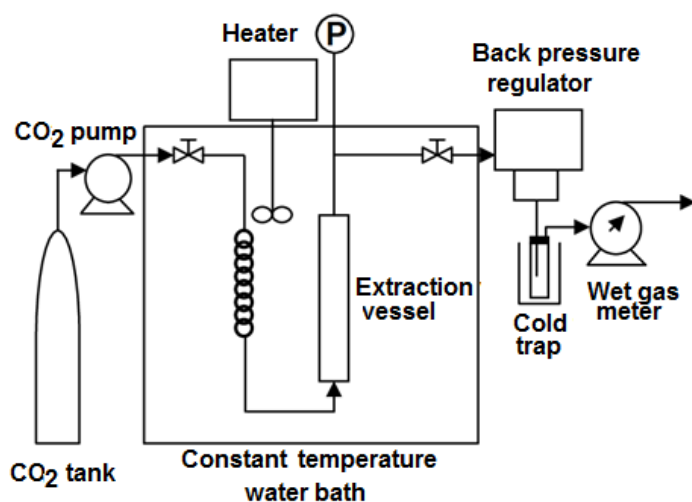 Heater
P
Back pressure
regulator
CO2 pump
Extraction
vessel
Cold
trap
Wet gas
meter
CO2 tank
Constant temperature
water bath